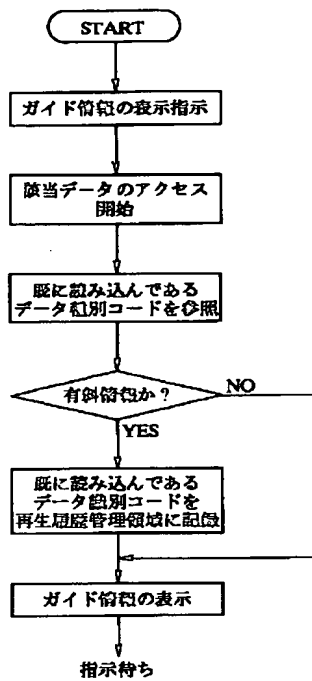 START
ガイド情報の表示指示
該当データのアクセス
開始
既に読み込んである
データ種別コードを参照
有料情報か?
NO
YES
既に読み込んである
データ識別コードを
再生履歴管理領域に記録
ガイド情報の表示
指示待ち